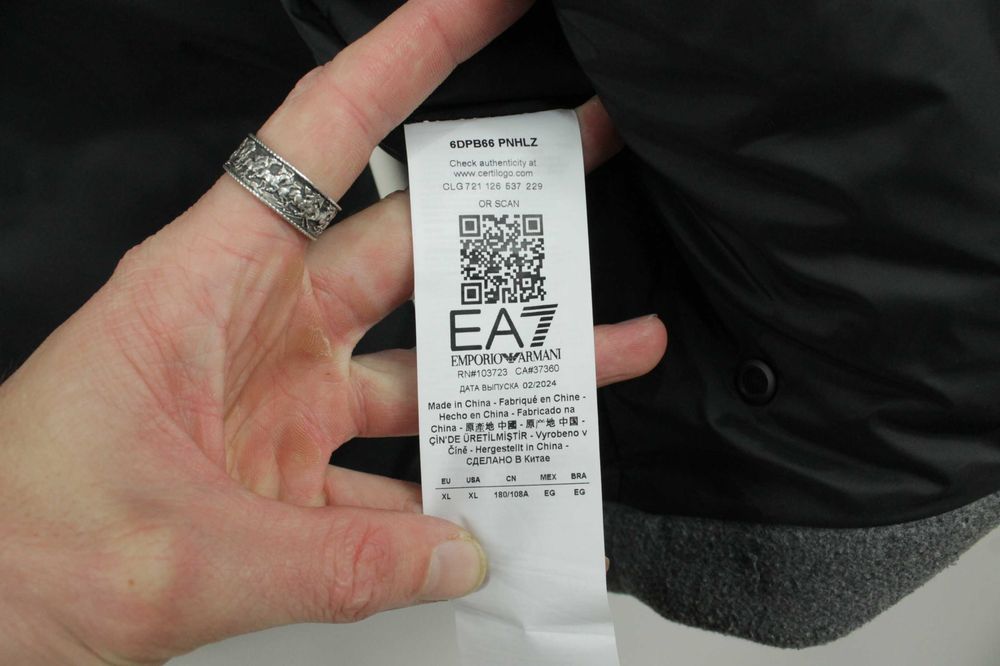 6DPB66 PNHLZ
Check authenticity at
www.certilogo.com
CLG 721 126 537 229
OR SCAN
EA7
EMPORIO ARMANI
RN#103723 CA#37360
ДАТА ВЫПУСКА 02/2024
Made in China - Fabriqué en Chine -
Hecho en China - Fabricado na
China - 原產地 中國 - 原产地 中国 -
ÇİN'DE ÜRETİLMİŞTİR - Vyrobeno v
Číně - Hergestellt in China -
СДЕЛАНО В Китае
EU USA CN MEX BRA
XL XL 180/108A EG EG